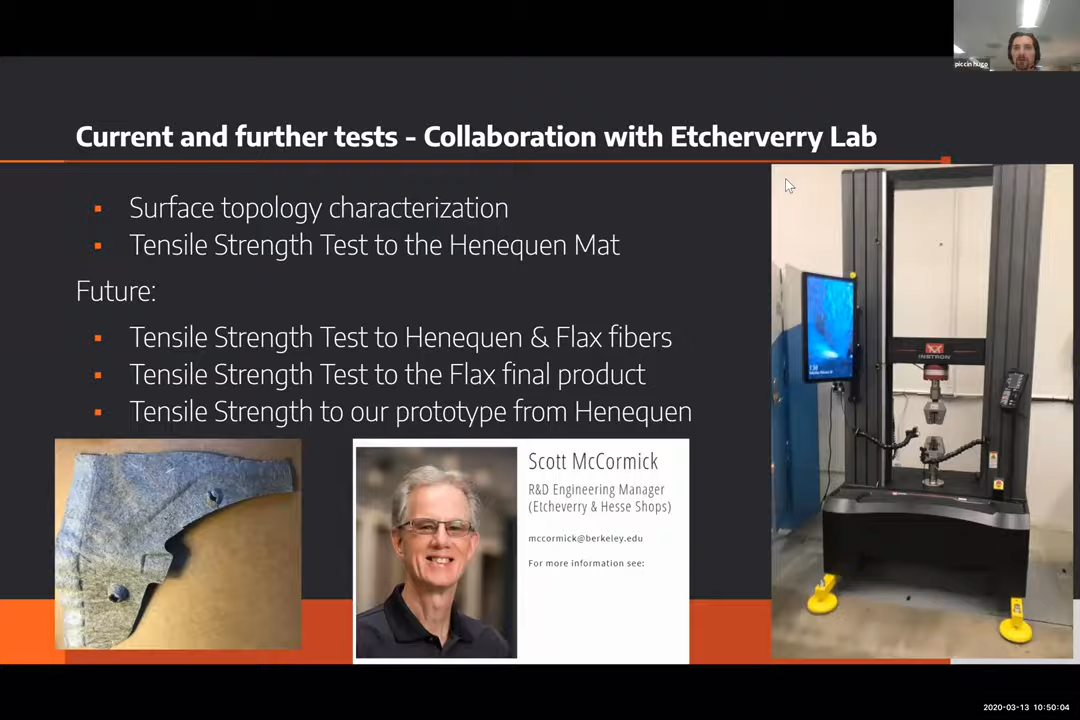 piccin hugo
Current and further tests - Collaboration with Etcherverry Lab
Surface topology characterization
Tensile Strength Test to the Henequen Mat
Future:
Tensile Strength Test to Henequen & Flax fibers
Tensile Strength Test to the Flax final product
Tensile Strength to our prototype from Henequen
Scott McCormick
R&D Engineering Manager
(Etcheverry & Hesse Shops)
mccormick@berkeley.edu
For more information see:
INSTRON
2020-03-13 10:50:04